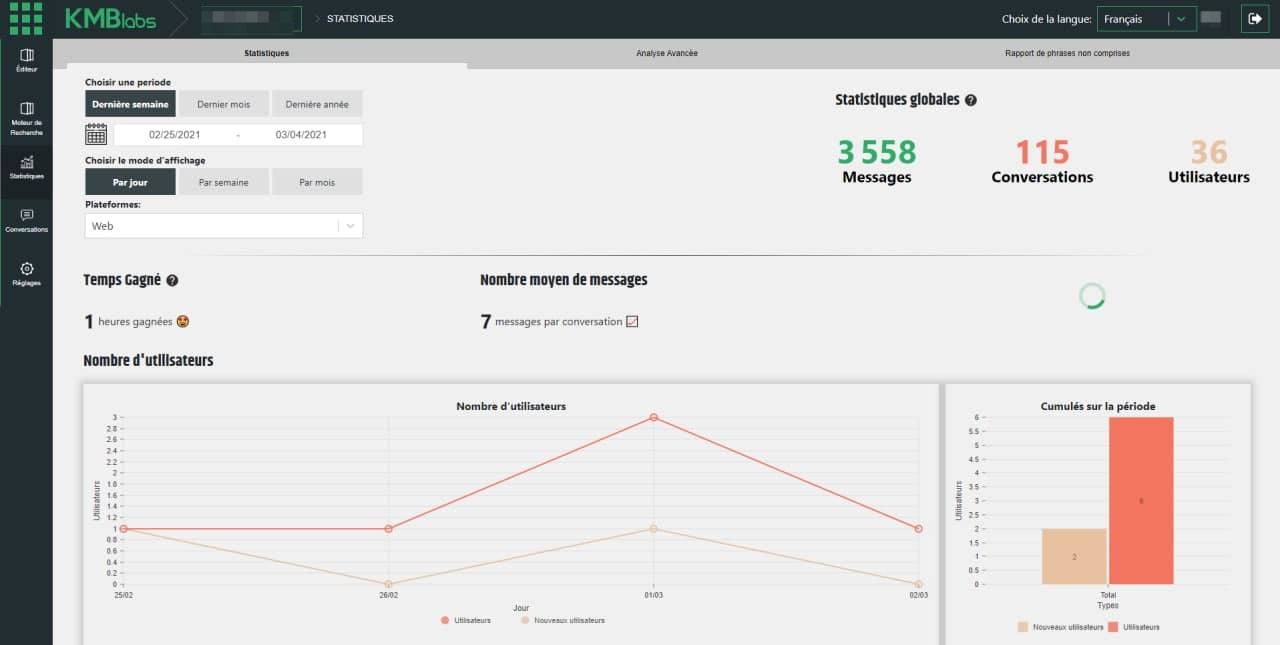 KMBlabs
STATISTIQUES
Choix de la langue:
Français
Éditeur
Moteur de
Recherche
Statistiques
Conversations
Réglages
Statistiques
Analyse Avancée
Rapport de phrases non comprises
Choisir une periode
Dernière semaine
Dernier mois
Dernière année
02/25/2021 - 03/04/2021
Choisir le mode d'affichage
Par jour
Par semaine
Par mois
Plateformes:
Web
Statistiques globales ?
3 558
Messages
115
Conversations
36
Utilisateurs
Temps Gagné ?
1 heures gagnées
Nombre moyen de messages
7 messages par conversation
Nombre d'utilisateurs
Nombre d'utilisateurs
3
2.8
2.6
2.4
2.2
2
1.8
1.6
1.4
1.2
1
0.8
0.6
0.4
0.2
0
Utilisateurs
25/02
26/02
01/03
02/03
Jour
Utilisateurs
Nouveaux utilisateurs
Cumulés sur la période
6
5.5
5
4.5
4
3.5
3
2.5
2
1.5
1
0.5
0
Utilisateurs
2
6
Total
Types
Nouveaux utilisateurs
Utilisateurs